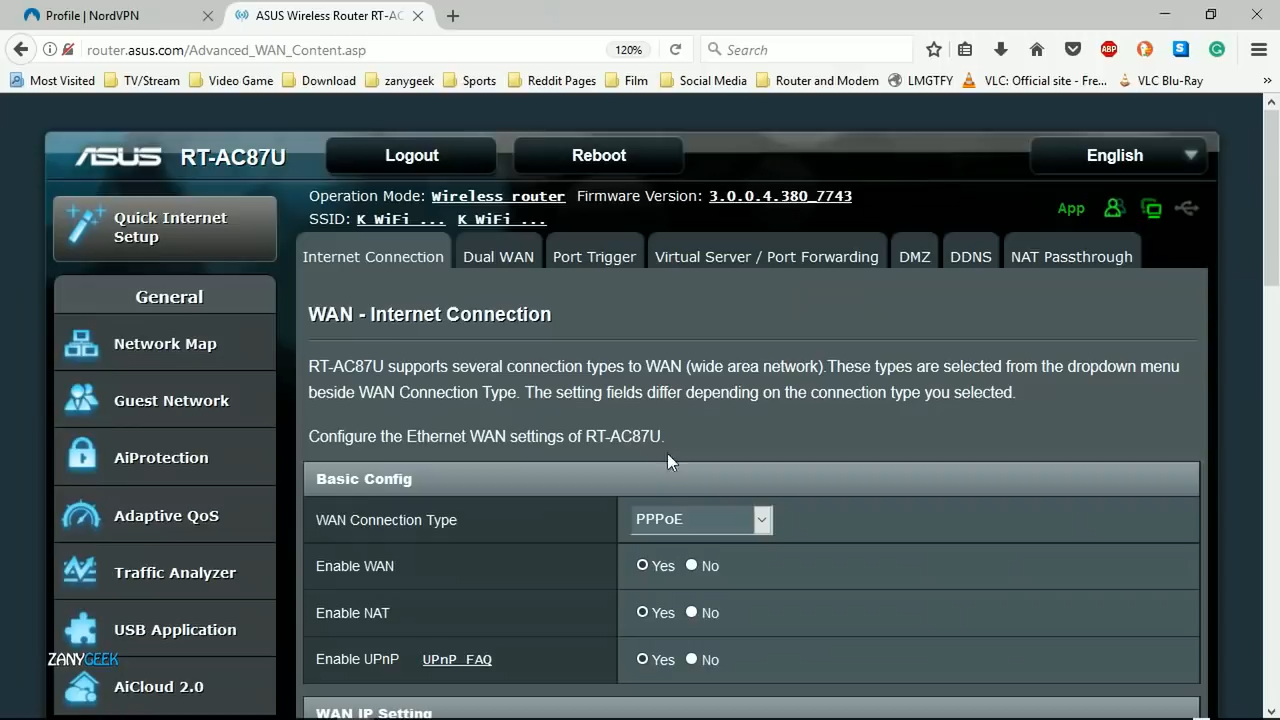 Profile | NordVPN
ASUS Wireless Router RT-AC
router.asus.com/Advanced_WAN_Content.asp
120%
Search
ABP
S
G
Most Visited
TV/Stream
Video Game
Download
zanygeek
Sports
Reddit Pages
Film
Social Media
Router and Modem
LMGTFY
VLC: Official site - Fre...
VLC Blu-Ray
ASUS RT-AC87U
Logout
Reboot
English
Quick Internet
Setup
Operation Mode: Wireless router Firmware Version: 3.0.0.4.380_7743
SSID: K WiFi ... K WiFi ...
App
Internet Connection
Dual WAN
Port Trigger
Virtual Server / Port Forwarding
DMZ
DDNS
NAT Passthrough
General
Network Map
Guest Network
AiProtection
Adaptive QoS
Traffic Analyzer
USB Application
AiCloud 2.0
ZANYGEEK
WAN - Internet Connection
RT-AC87U supports several connection types to WAN (wide area network).These types are selected from the dropdown menu
beside WAN Connection Type. The setting fields differ depending on the connection type you selected.
Configure the Ethernet WAN settings of RT-AC87U.
Basic Config
WAN Connection Type PPPoE
Enable WAN Yes No
Enable NAT Yes No
Enable UPnP UPnP FAQ Yes No
WAN IP Setting